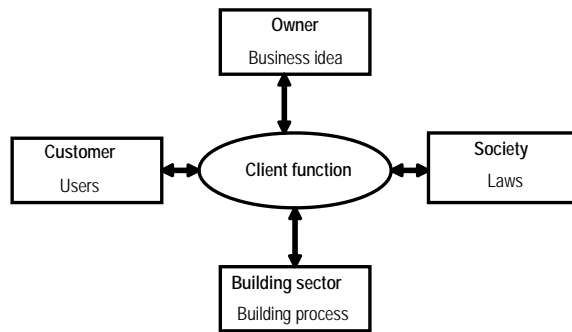 Owner
Business idea
Customer
Users
Client function
Society
Laws
Building sector
Building process